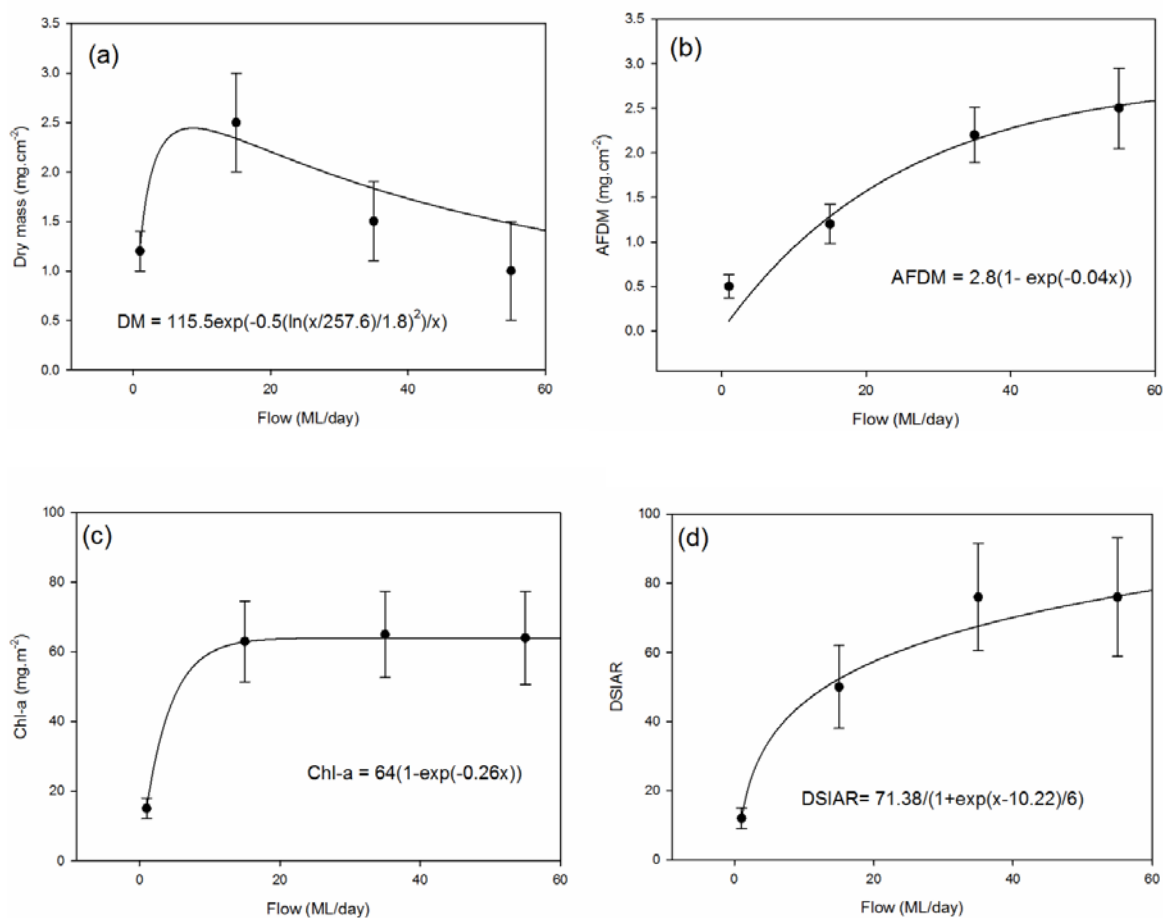 (a)
3.5
3.0
2.5
2.0
1.5
1.0
0.5
0.0
Dry mass (mg.cm-2)
DM = 115.5exp(-0.5(ln(x/257.6)/1.8)2)/x)
0 20 40 60
Flow (ML/day)
(b)
3.5
3.0
2.5
2.0
1.5
1.0
0.5
0.0
AFDM (mg.cm-2)
AFDM = 2.8(1- exp(-0.04x))
0 20 40 60
Flow (ML/day)
(c)
100
80
60
40
20
0
Chl-a (mg.m-2)
Chl-a = 64(1-exp(-0.26x))
0 20 40 60
Flow (ML/day)
(d)
100
80
60
40
20
0
DSIAR
DSIAR= 71.38/(1+exp(x-10.22)/6)
0 20 40 60
Flow (ML/day)